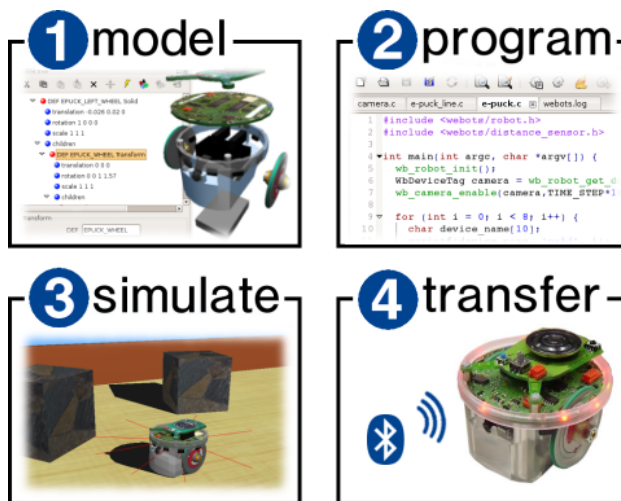 1 model
DEF EPUCK_LEFT_WHEEL Solid
translation -0.026 0.02 0
rotation 1 0 0 0
scale 1 1 1
children
DEF EPUCK_WHEEL Transform
translation 0 0 0
rotation 0 0 1 1.57
scale 1 1 1
children
ransform
DEF EPUCK_WHEEL
2 program
camera.c e-puck_line.c e-puck.c webots.log
1 #include <webots/robot.h>
2 #include <webots/distance_sensor.h>
3
4 int main(int argc, char *argv[]) {
5 wb_robot_init();
6 WbDeviceTag camera = wb_robot_get_d
7 wb_camera_enable(camera,TIME_STEP*1
8
9 for (int i = 0; i < 8; i++) {
10 char device_name[10];
3 simulate
4 transfer